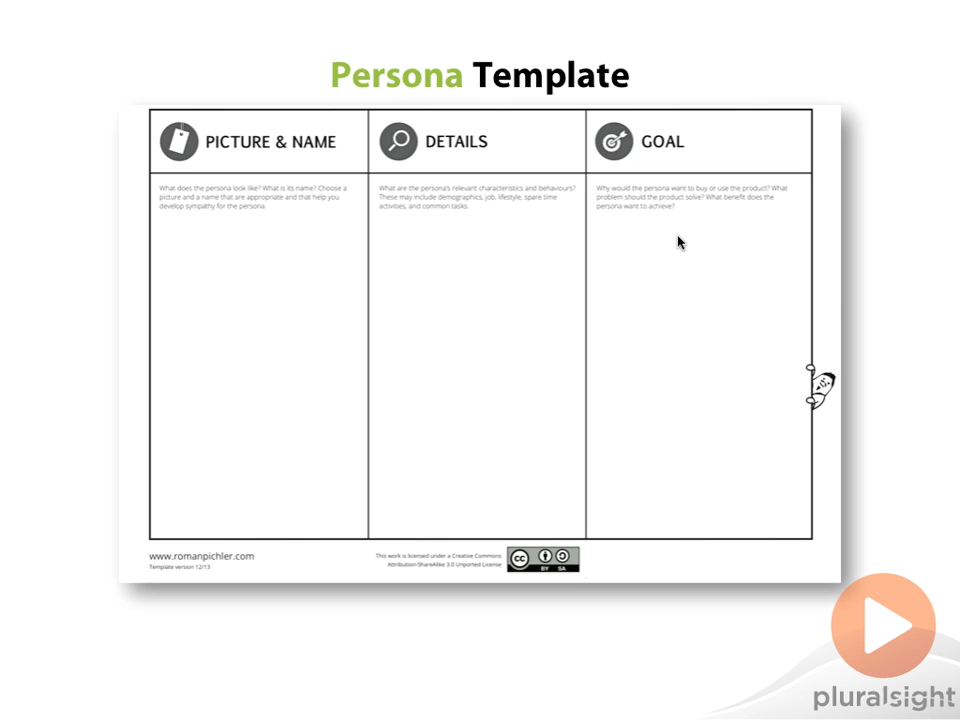 Persona Template
PICTURE & NAME
What does the persona look like? What is its name? Choose a
picture and a name that are appropriate and that help you
develop sympathy for the persona.
DETAILS
What are the persona's relevant characteristics and behaviours?
These may include demographics, job, lifestyle, spare time
activities, and common tasks.
GOAL
Why would the persona want to buy or use the product? What
problem should the product solve? What benefit does the
persona want to achieve?
www.romanpichler.com
Template version 12/13
This work is licensed under a Creative Commons
Attribution-ShareAlike 3.0 Unported License
cc
BY SA
pluralsight